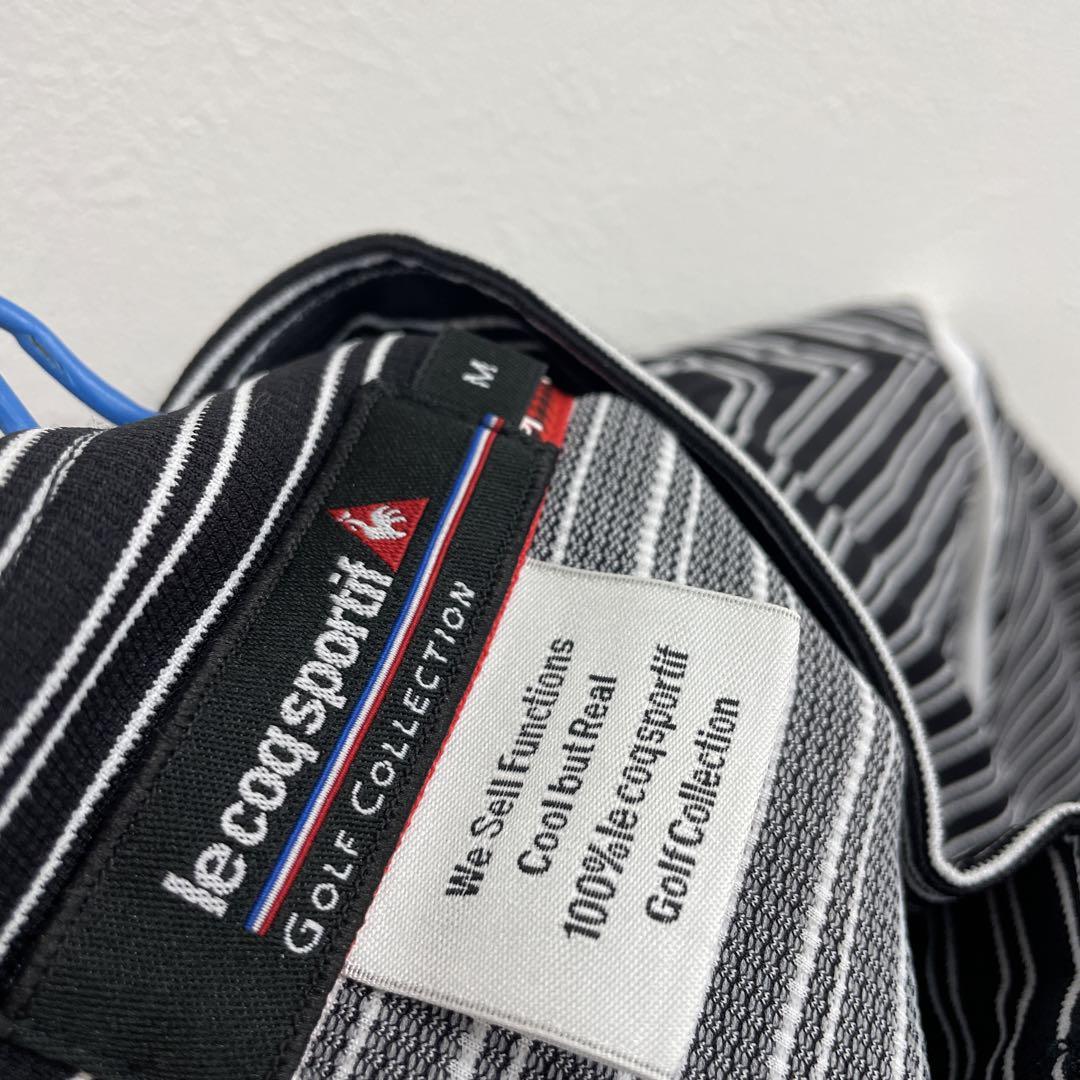 M
le coq sportif
GOLF COLLECTION
We Sell Functions
Cool but Real
100% le coqsportif
Golf Collection